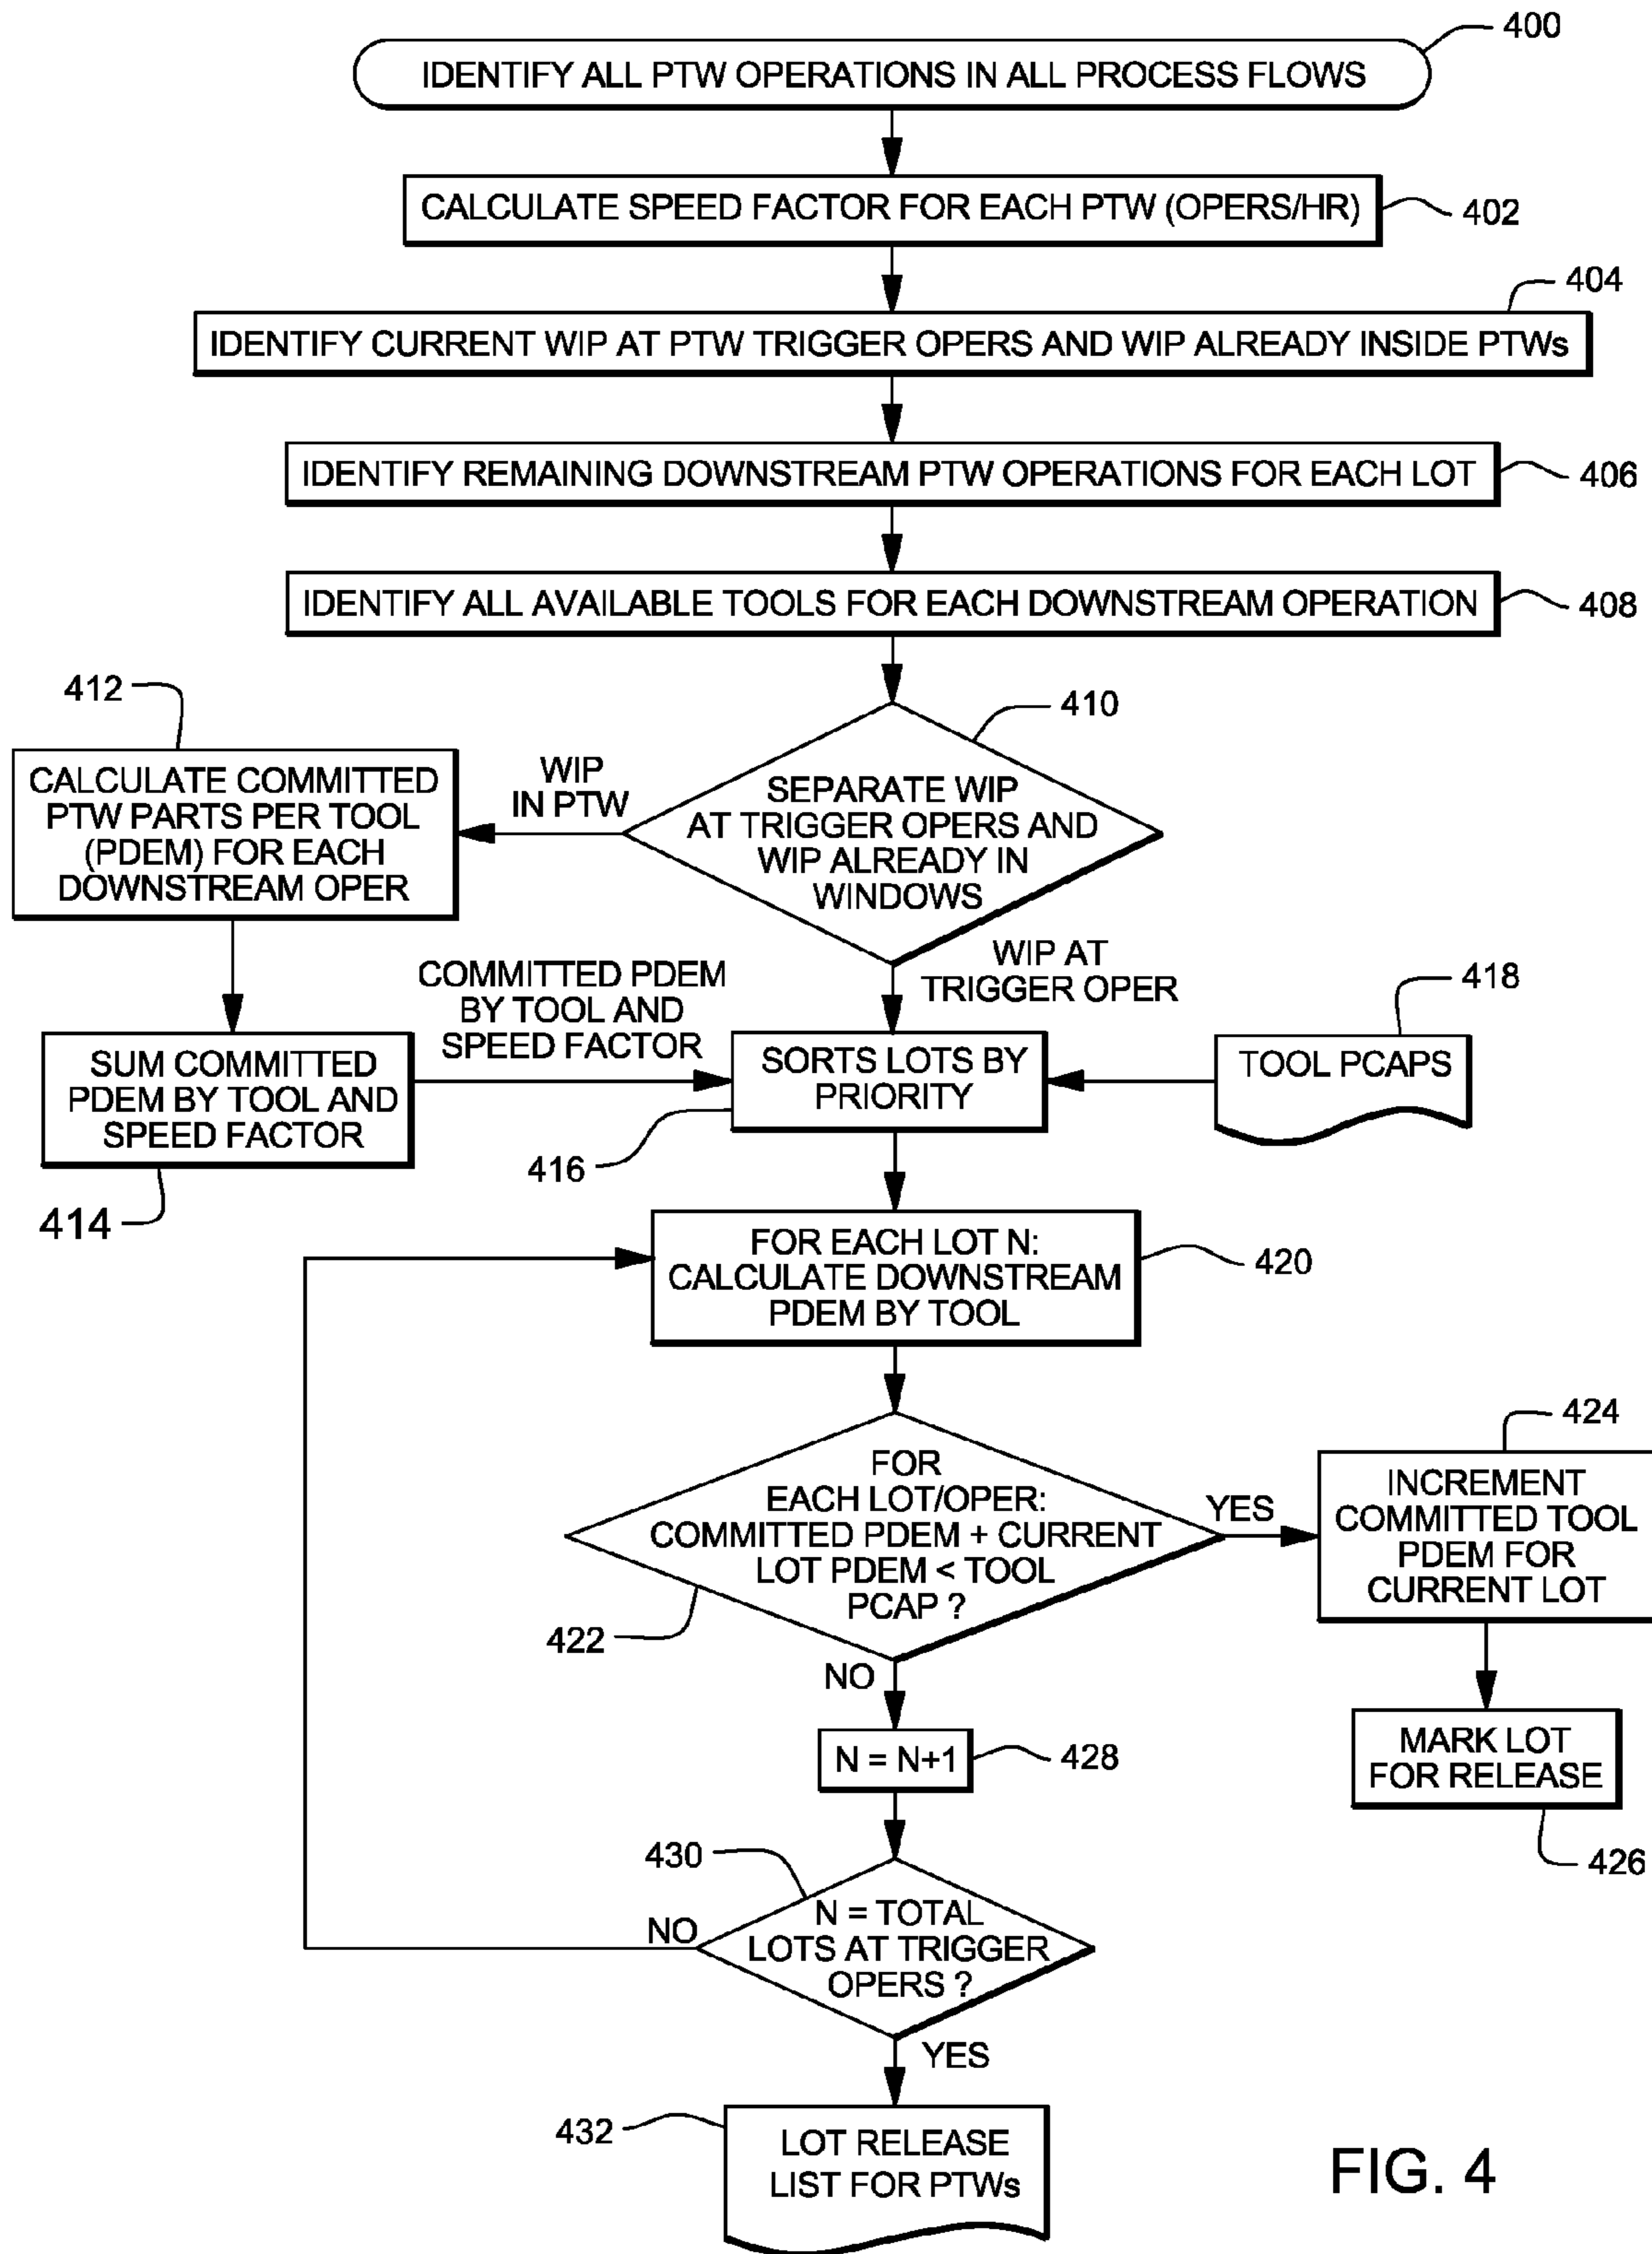 400
IDENTIFY ALL PTW OPERATIONS IN ALL PROCESS FLOWS
CALCULATE SPEED FACTOR FOR EACH PTW (OPERS/HR)
402
404
IDENTIFY CURRENT WIP AT PTW TRIGGER OPERS AND WIP ALREADY INSIDE PTWs
IDENTIFY REMAINING DOWNSTREAM PTW OPERATIONS FOR EACH LOT
406
IDENTIFY ALL AVAILABLE TOOLS FOR EACH DOWNSTREAM OPERATION
408
412
410
CALCULATE COMMITTED
PTW PARTS PER TOOL
(PDEM) FOR EACH
DOWNSTREAM OPER
WIP
IN PTW
SEPARATE WIP
AT TRIGGER OPERS AND
WIP ALREADY IN
WINDOWS
WIP AT
TRIGGER OPER
COMMITTED PDEM
BY TOOL AND
SPEED FACTOR
418
SUM COMMITTED
PDEM BY TOOL AND
SPEED FACTOR
SORTS LOTS BY
PRIORITY
TOOL PCAPS
416
414
FOR EACH LOT N:
CALCULATE DOWNSTREAM
PDEM BY TOOL
420
424
FOR
EACH LOT/OPER:
COMMITTED PDEM + CURRENT
LOT PDEM < TOOL
PCAP ?
YES
INCREMENT
COMMITTED TOOL
PDEM FOR
CURRENT LOT
422
NO
N = N+1
428
MARK LOT
FOR RELEASE
426
430
NO
N = TOTAL
LOTS AT TRIGGER
OPERS ?
YES
432
LOT RELEASE
LIST FOR PTWs
FIG. 4